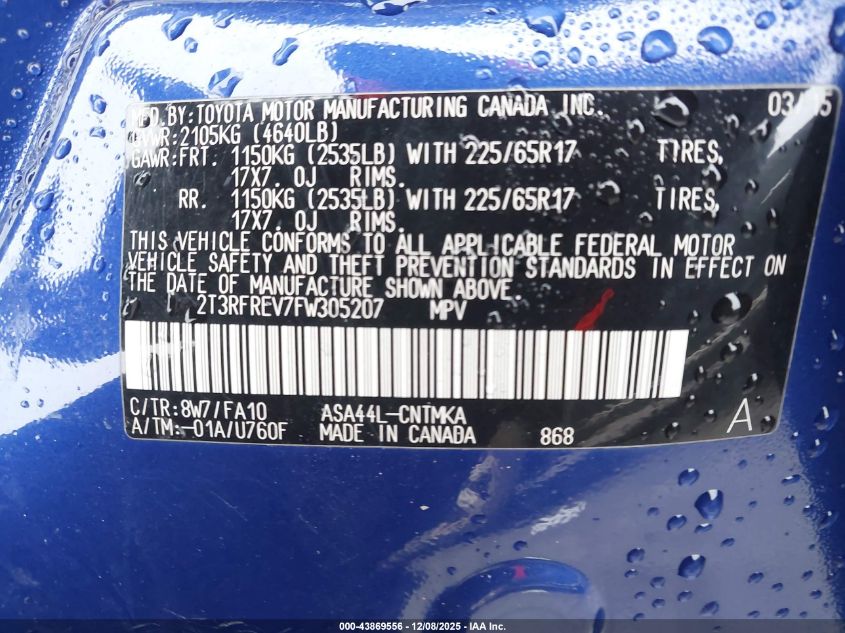 MFD.BY:TOYOTA MOTOR MANUFACTURING CANADA INC. 03/15
GVWR:2105KG (4640LB)
GAWR:FRT. 1150KG (2535LB) WITH 225/65R17 TIRES,
17X7.0J RIMS.
RR. 1150KG (2535LB) WITH 225/65R17 TIRES,
17X7.0J RIMS.
THIS VEHICLE CONFORMS TO ALL APPLICABLE FEDERAL MOTOR
VEHICLE SAFETY AND THEFT PREVENTION STANDARDS IN EFFECT ON
THE DATE OF MANUFACTURE SHOWN ABOVE.
2T3RFREV7FW305207 MPV
C/TR:8W7/FA10 ASA44L-CNTMKA
A/TM:-01A/U760F MADE IN CANADA 868 A
000-43869556 - 12/08/2025 - IAA Inc.